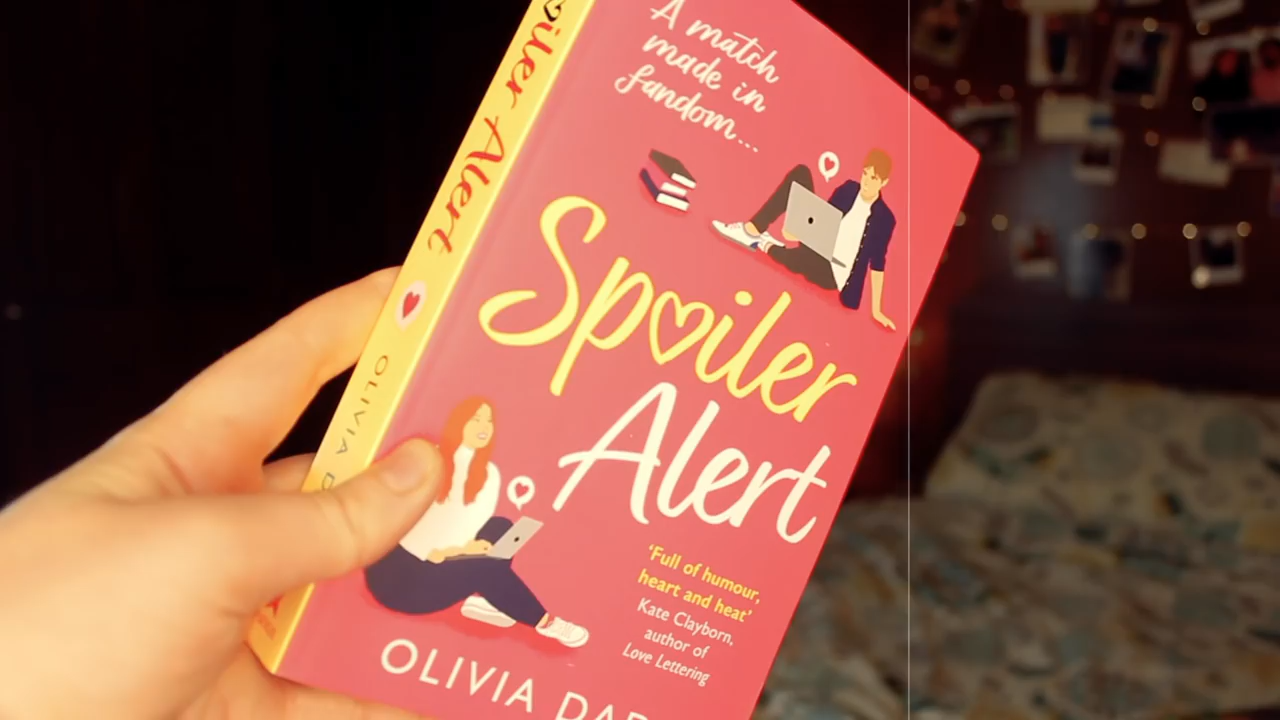 A match
made in
fandom...
Spoiler
Alert
'Full of humour,
heart and heat'
Kate Clayborn,
author of
Love Lettering
OLIVIA DA
oiler Alert
OLIVIA D